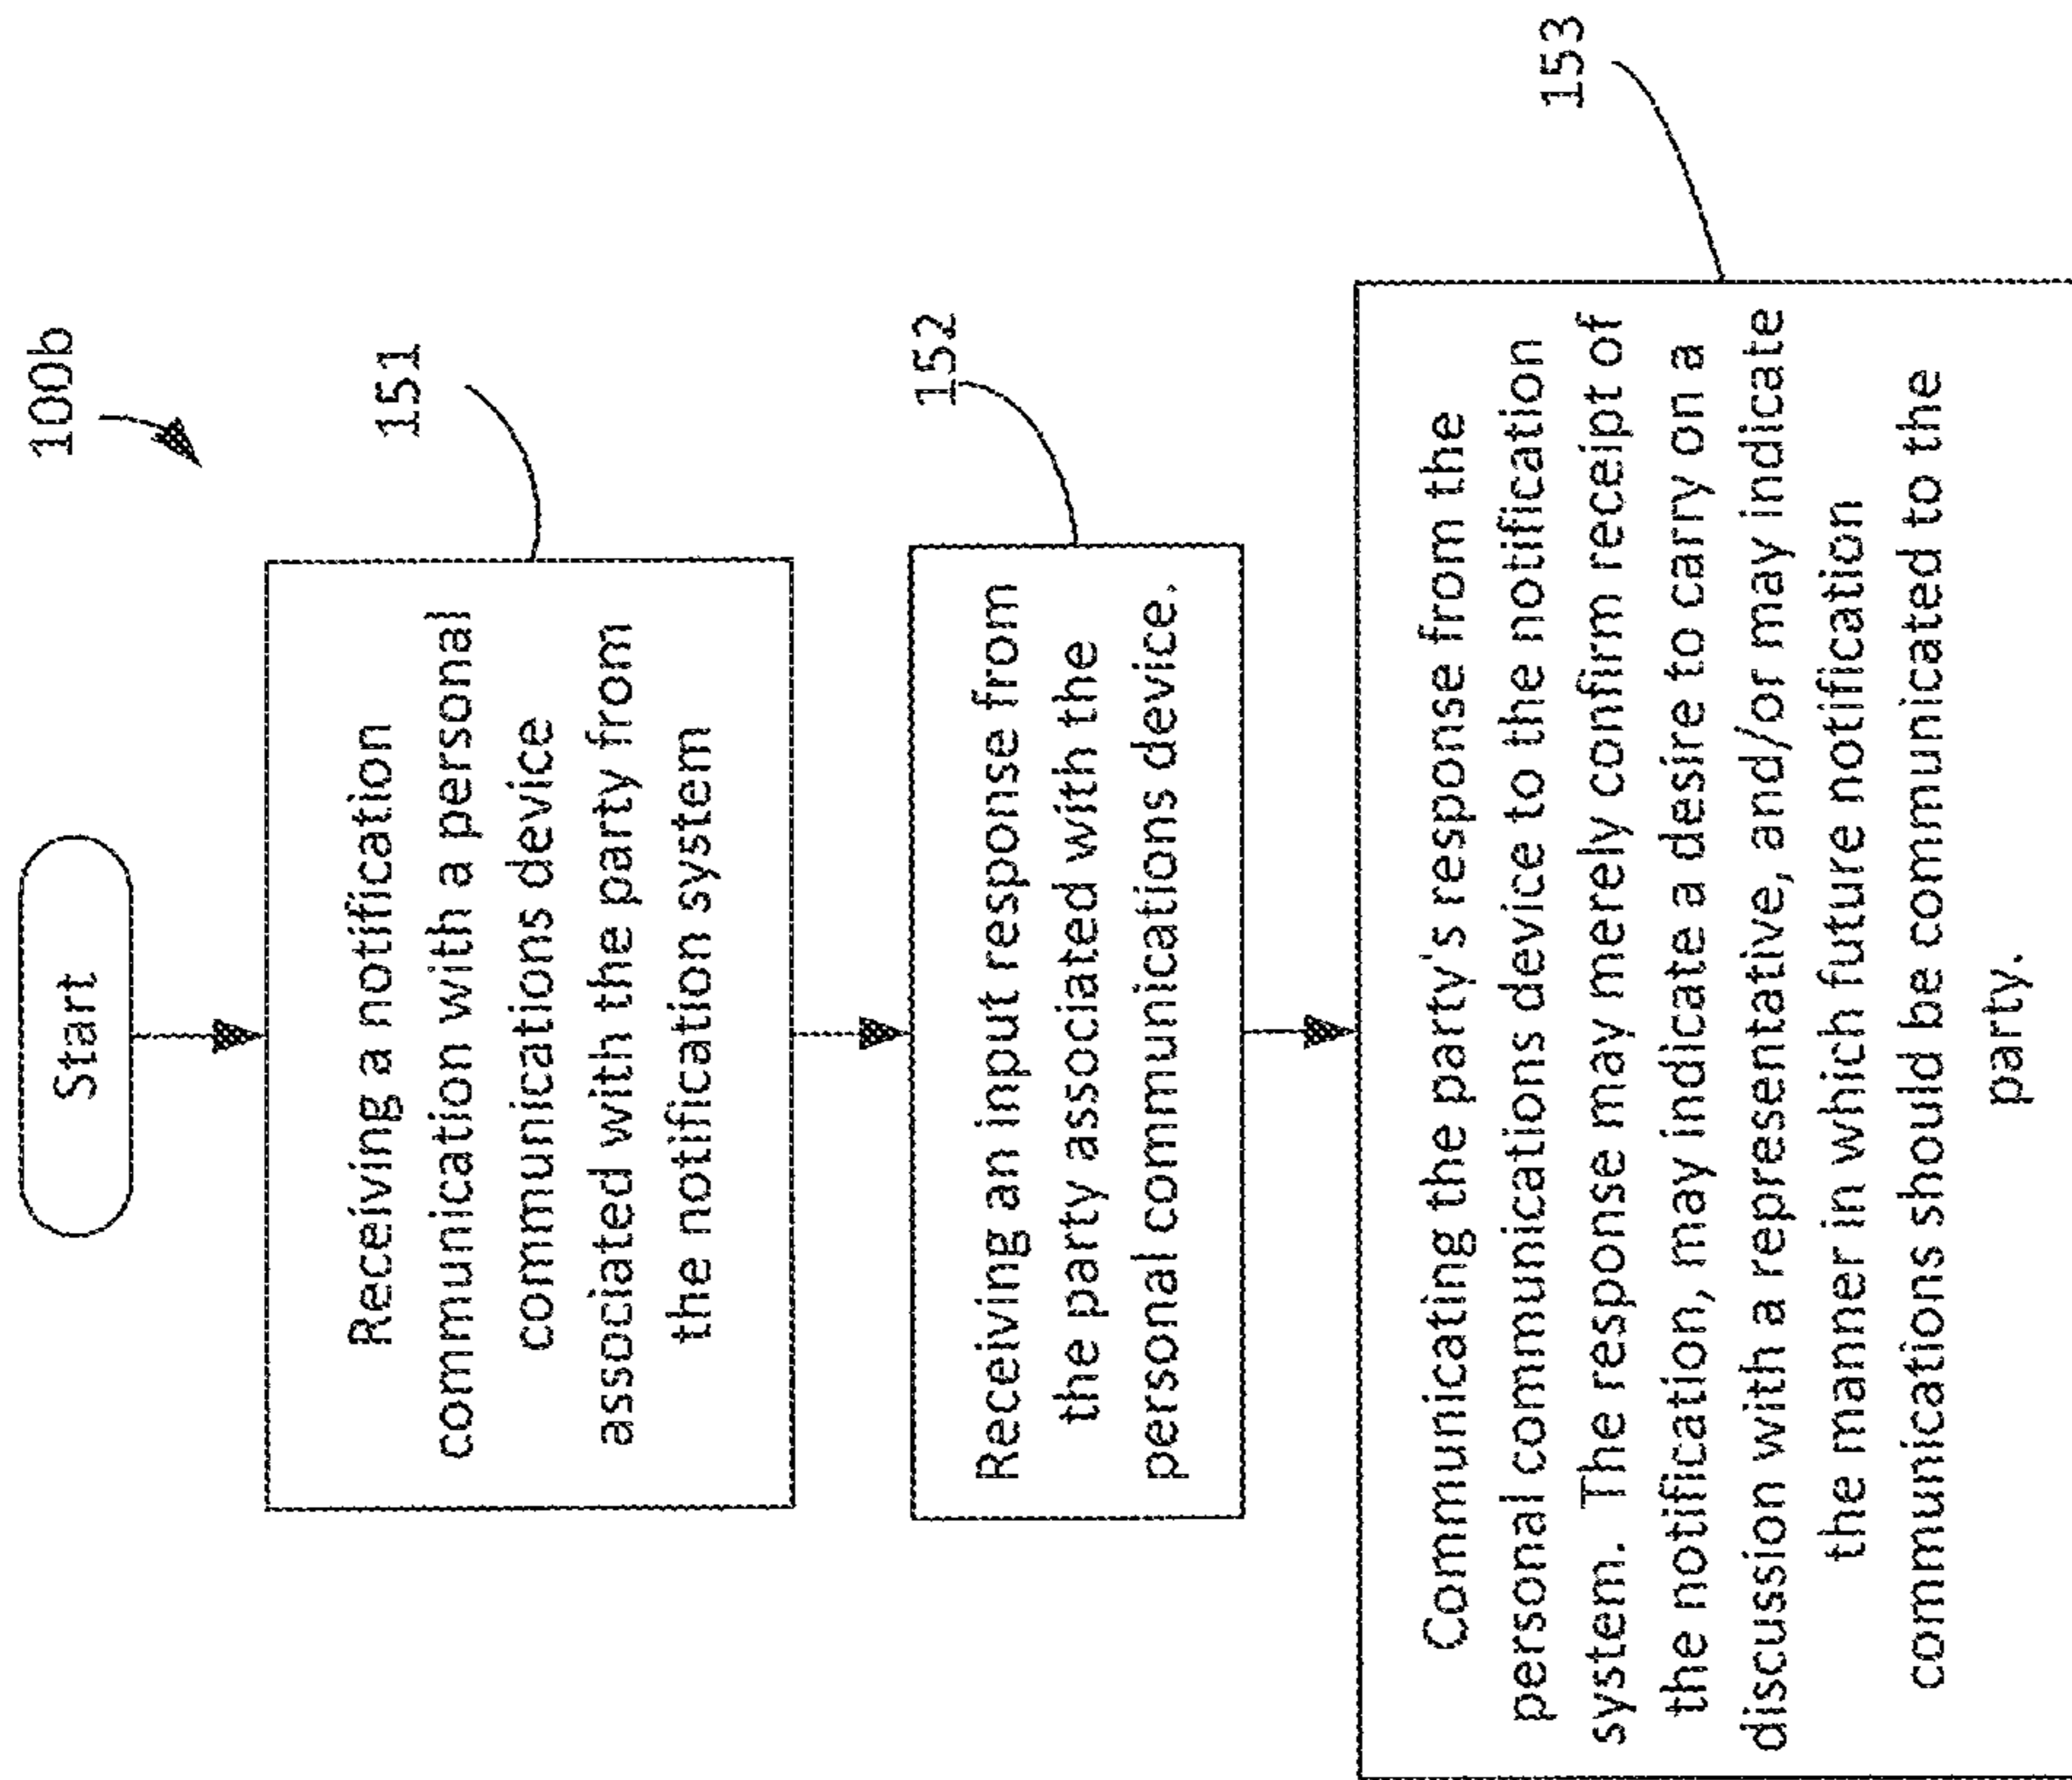 100b
Start
151
Receiving a notification
communication with a personal
communications device
associated with the party from
the notification system
152
Receiving an input response from
the party associated with the
personal communications device.
153
Communicating the party's response from the
personal communications device to the notification
system. The response may merely confirm receipt of
the notification, may indicate a desire to carry on a
discussion with a representative, and/or may indicate
the manner in which future notification
communications should be communicated to the
party.